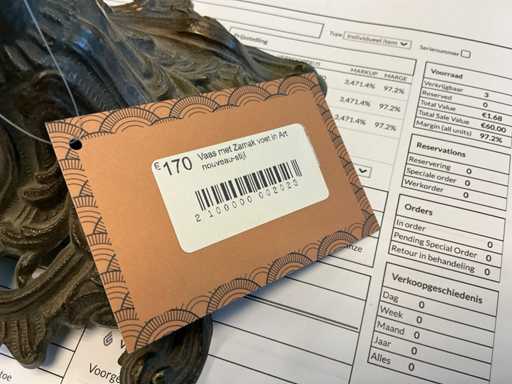 Type: Individueel item
Serienummer
Prijsstelling
MARKUP MARGE
3,471.4% 97.2%
3,471.4% 97.2%
3,471.4% 97.2%
Voorraad
Verkrijgbaar 3
Reserved 0
Total Value €1.68
Total Sale Value €60.00
Margin (all units) 97.2%
Reservations
Reservering 0
Speciale order 0
Werkorder 0
Orders
In order 0
Pending Special Order 0
Retour in behandeling 0
Verkoopgeschiedenis
Dag 0
Week 0
Maand 0
Jaar 0
Alles 0
€170 Vaas met Zamak voet in Art
nouveau-stijl
2 100000 002025